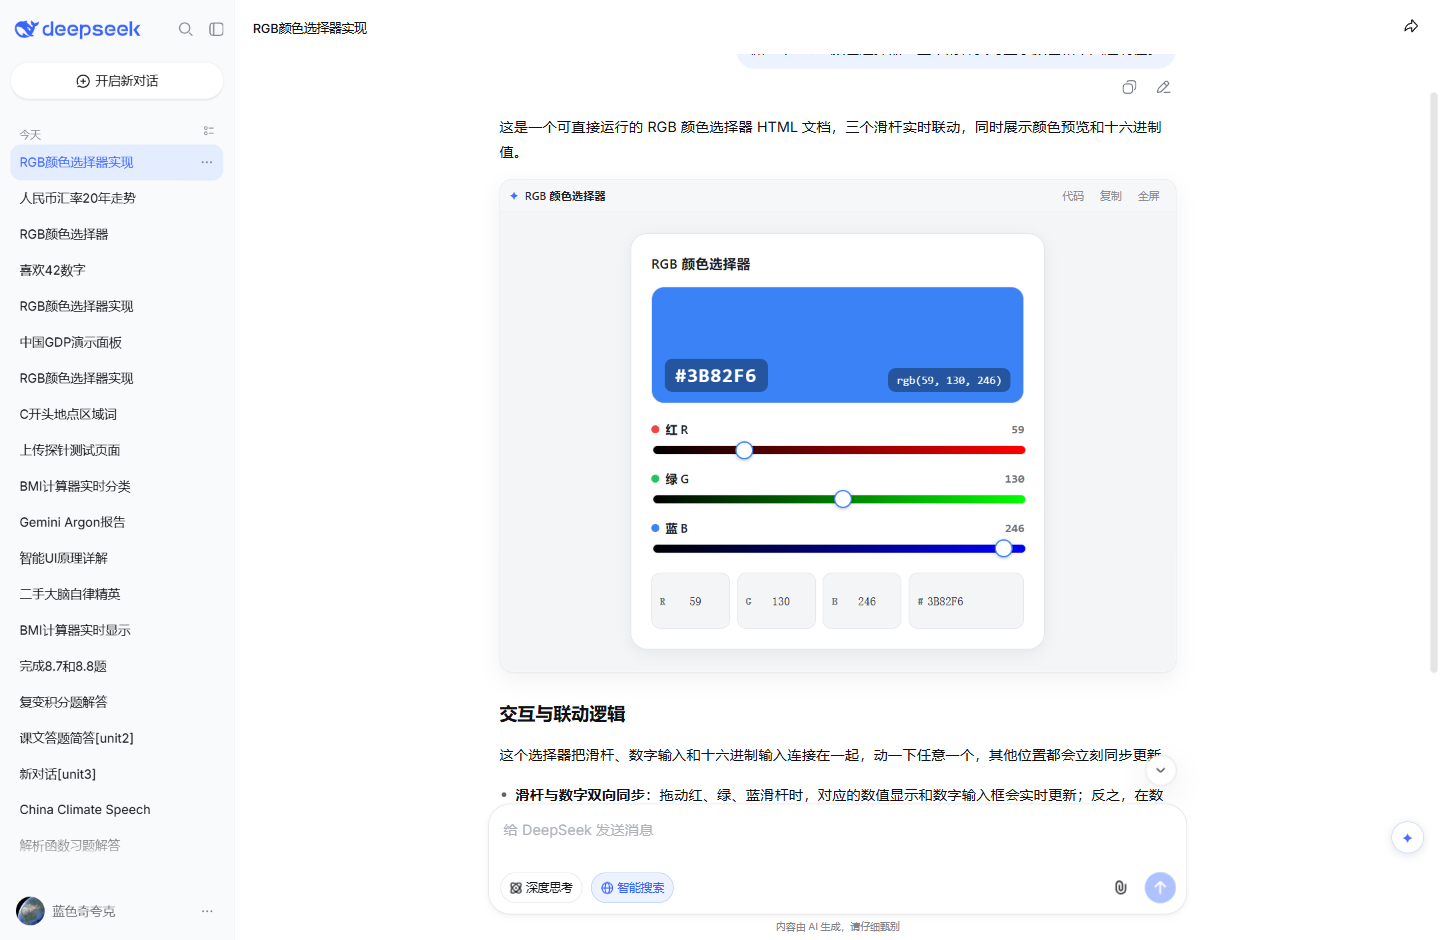 deepseek
开启新对话
今天
RGB颜色选择器实现
人民币汇率20年走势
RGB颜色选择器
喜欢42数字
RGB颜色选择器实现
中国GDP演示面板
RGB颜色选择器实现
C开头地点区域词
上传探针测试页面
BMI计算器实时分类
Gemini Argon报告
智能UI原理详解
二手大脑自律精英
BMI计算器实时显示
完成8.7和8.8题
复变积分题解答
课文答题简答[unit2]
新对话[unit3]
China Climate Speech
解析函数习题解答
蓝色奇夸克
RGB颜色选择器实现
这是一个可直接运行的 RGB 颜色选择器 HTML 文档，三个滑杆实时联动，同时展示颜色预览和十六进制
值。
RGB 颜色选择器
代码 复制 全屏
RGB 颜色选择器
#3B82F6
rgb(59, 130, 246)
红 R 59
绿 G 130
蓝 B 246
R 59 G 130 B 246 # 3B82F6
交互与联动逻辑
这个选择器把滑杆、数字输入和十六进制输入连接在一起，动一下任意一个，其他位置都会立刻同步更新
• 滑杆与数字双向同步：拖动红、绿、蓝滑杆时，对应的数值显示和数字输入框会实时更新；反之，在数
给 DeepSeek 发送消息
深度思考 智能搜索
内容由 AI 生成，请仔细甄别